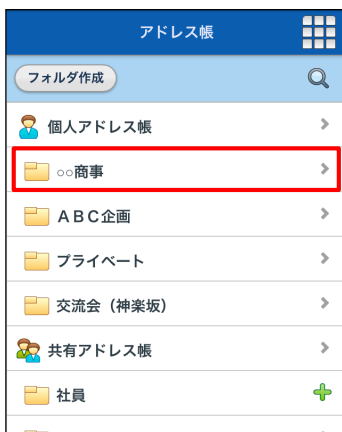 アドレス帳
フォルダ作成
個人アドレス帳
○○商事
ＡＢＣ企画
プライベート
交流会（神楽坂）
共有アドレス帳
社員